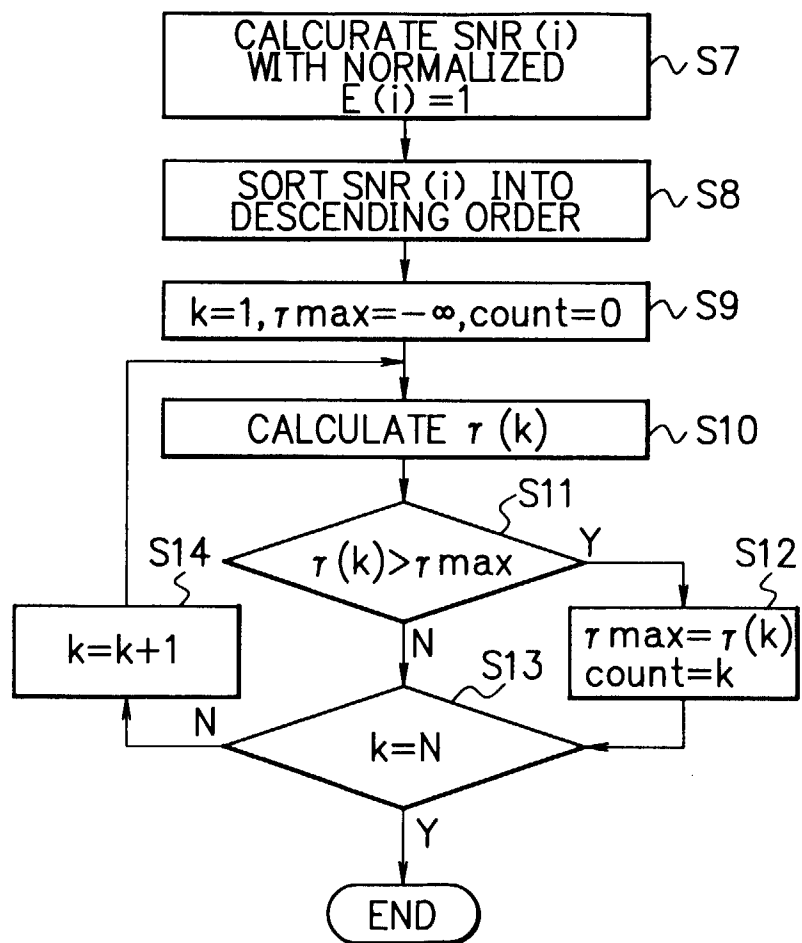 CALCURATE SNR (i)
WITH NORMALIZED
E (i) =1
S7
SORT SNR (i) INTO
DESCENDING ORDER
S8
k=1, τ max=−∞, count=0
S9
CALCULATE τ (k)
S10
S11
τ (k) > τ max
Y
N
S12
τ max= τ (k)
count=k
S14
k=k+1
S13
k=N
N
Y
END